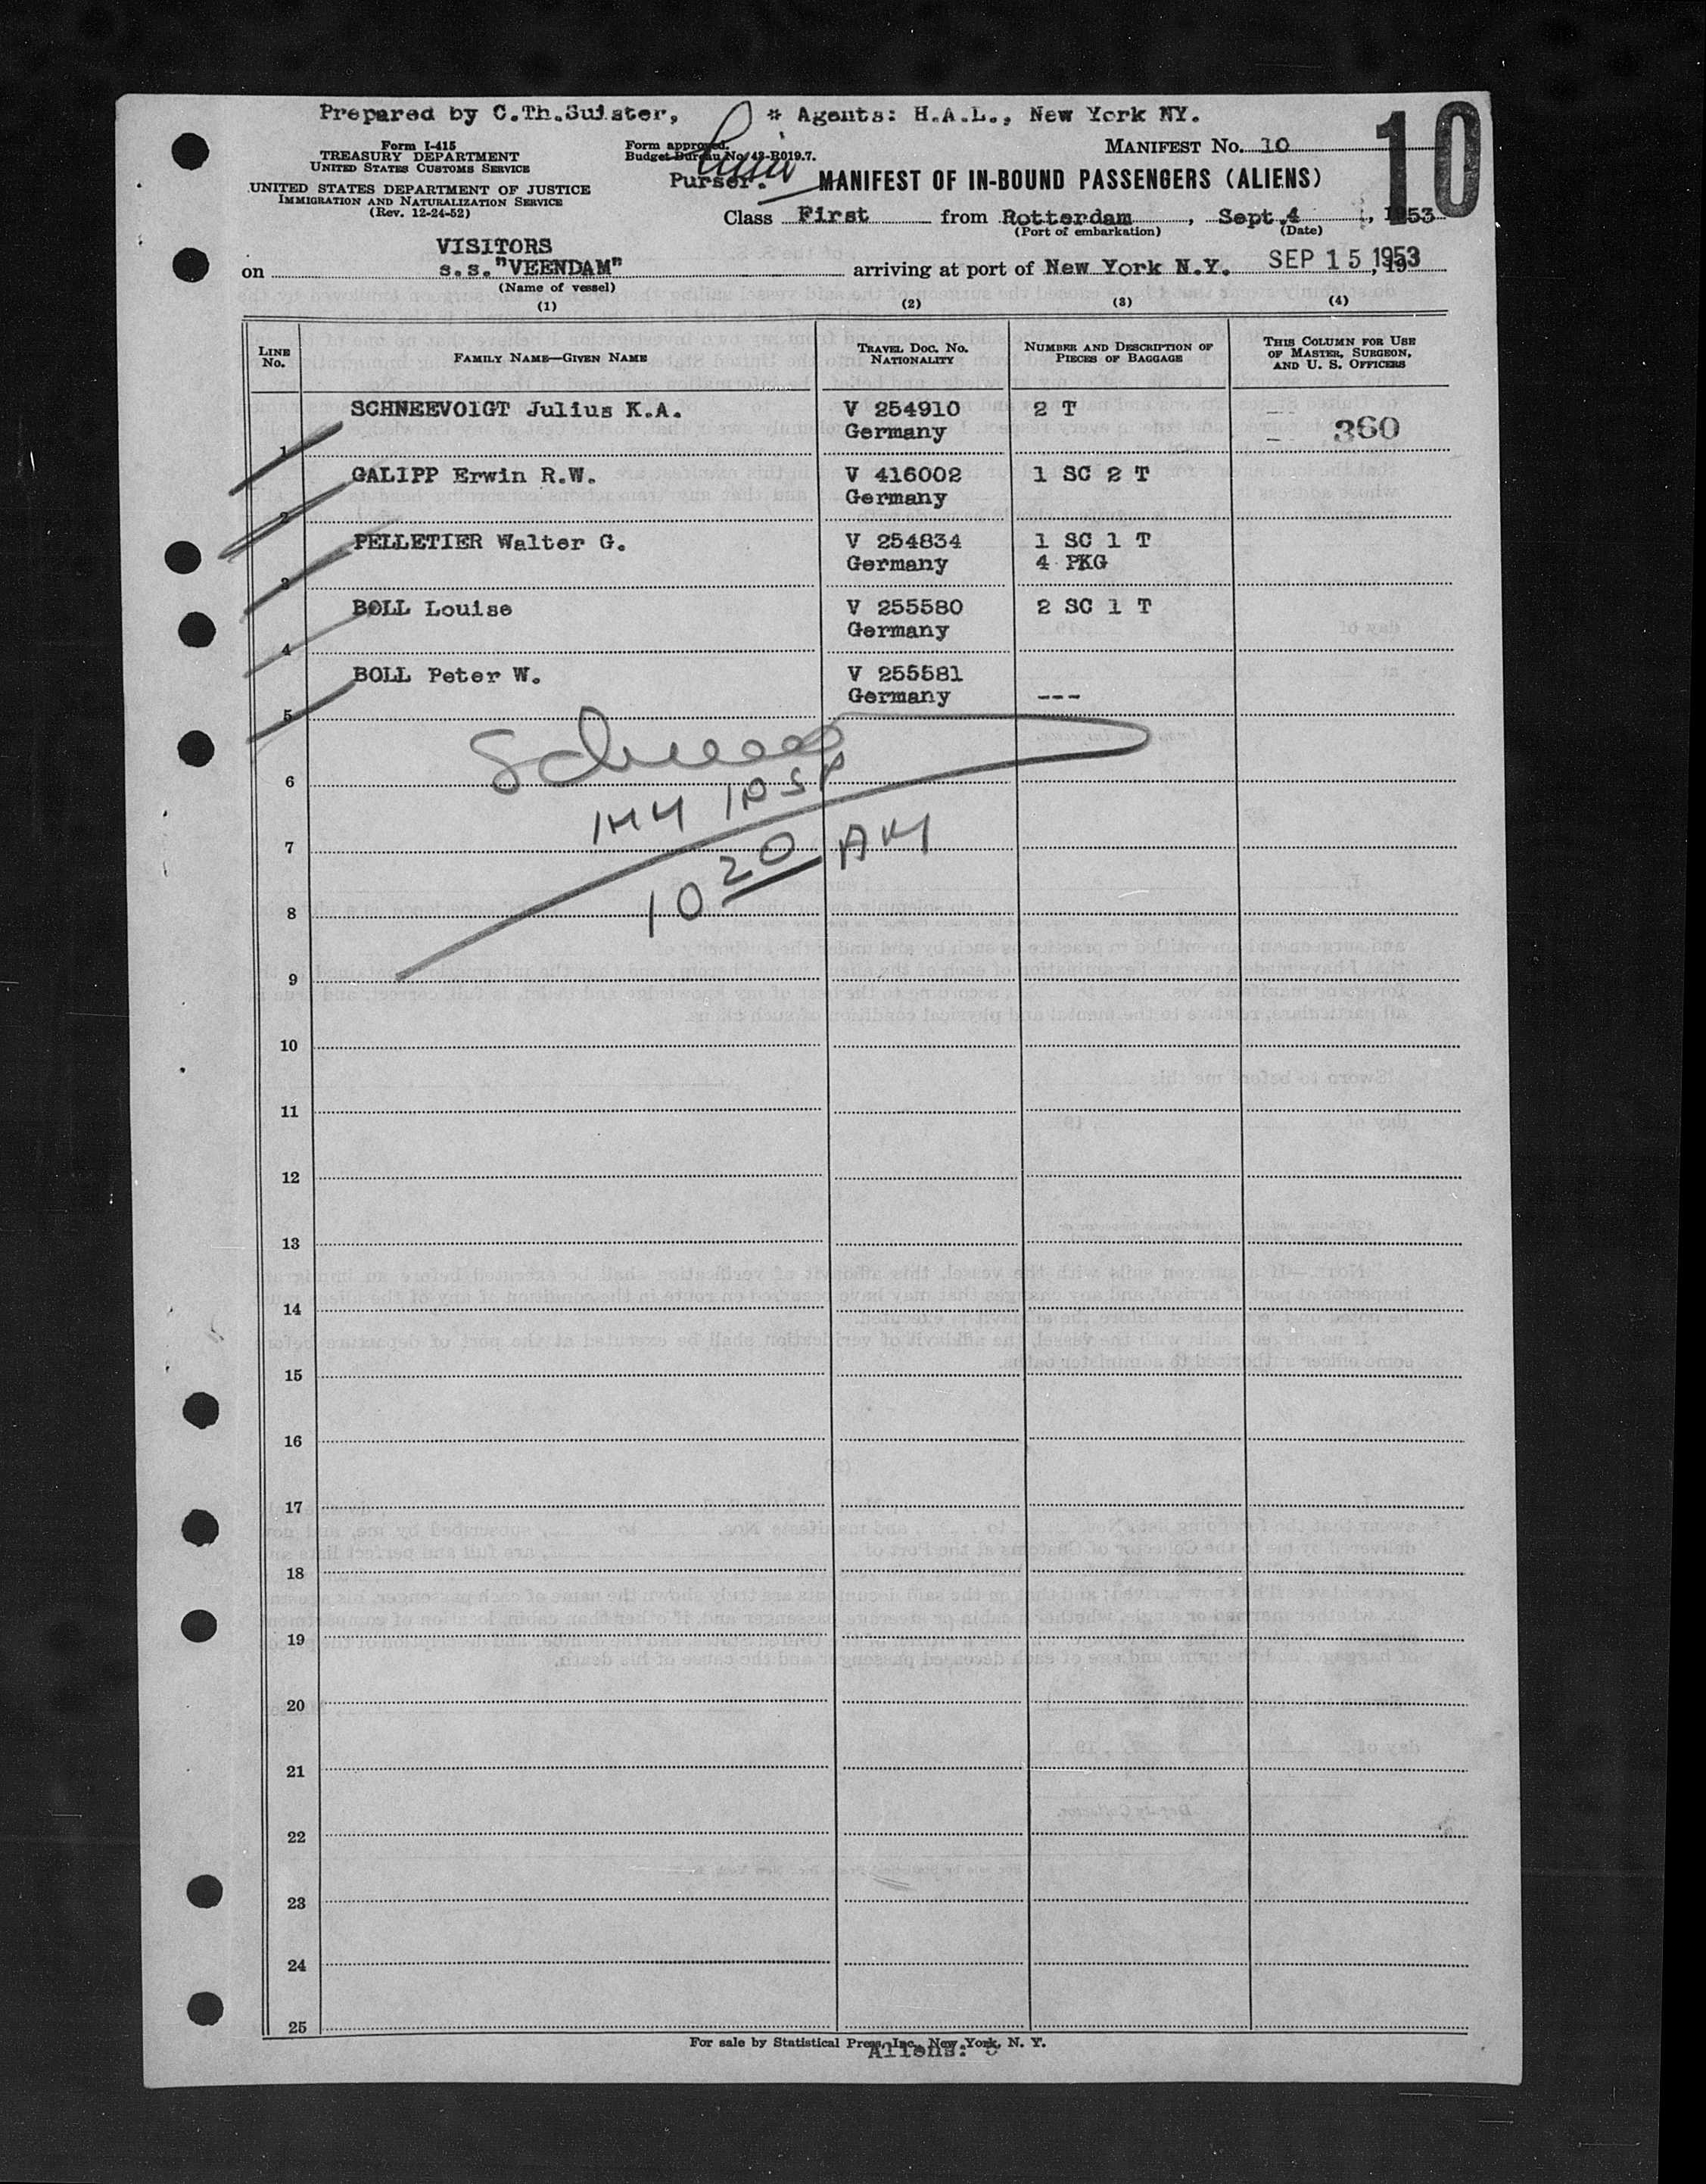 Prepared by C.Th.Suister, * Agents: H.A.L., New York NY.
Form I-415
TREASURY DEPARTMENT
UNITED STATES CUSTOMS SERVICE
UNITED STATES DEPARTMENT OF JUSTICE
IMMIGRATION AND NATURALIZATION SERVICE
(Rev. 12-24-52)
Form approved.
Budget Bureau No. 43-R019.7.
Purser.
MANIFEST No. 10
10
MANIFEST OF IN-BOUND PASSENGERS (ALIENS)
Class First from Rotterdam, Sept. 4, 1953
(Port of embarkation) (Date)
VISITORS
on s.s."VEENDAM" arriving at port of New York N.Y. SEP 15 1953, 19
(Name of vessel)
(1) (2) (3) (4)
LINE No. FAMILY NAME—GIVEN NAME TRAVEL DOC. NO. NATIONALITY NUMBER AND DESCRIPTION OF PIECES OF BAGGAGE THIS COLUMN FOR USE OF MASTER, SURGEON, AND U. S. OFFICERS
SCHNEEVOIGT Julius K.A. V 254910 2 T
1 Germany 360
GALIPP Erwin R.W. V 416002 1 SC 2 T
2 Germany
PELLETIER Walter G. V 254834 1 SC 1 T
3 Germany 4 PKG
BOLL Louise V 255580 2 SC 1 T
4 Germany
BOLL Peter W. V 255581
5 Germany ---
6
IMM INSP
7
10 20 AM
8
9
10
11
12
13
14
15
16
17
18
19
20
21
22
23
24
25
For sale by Statistical Press, Inc., New York, N. Y.
Aliens: 5